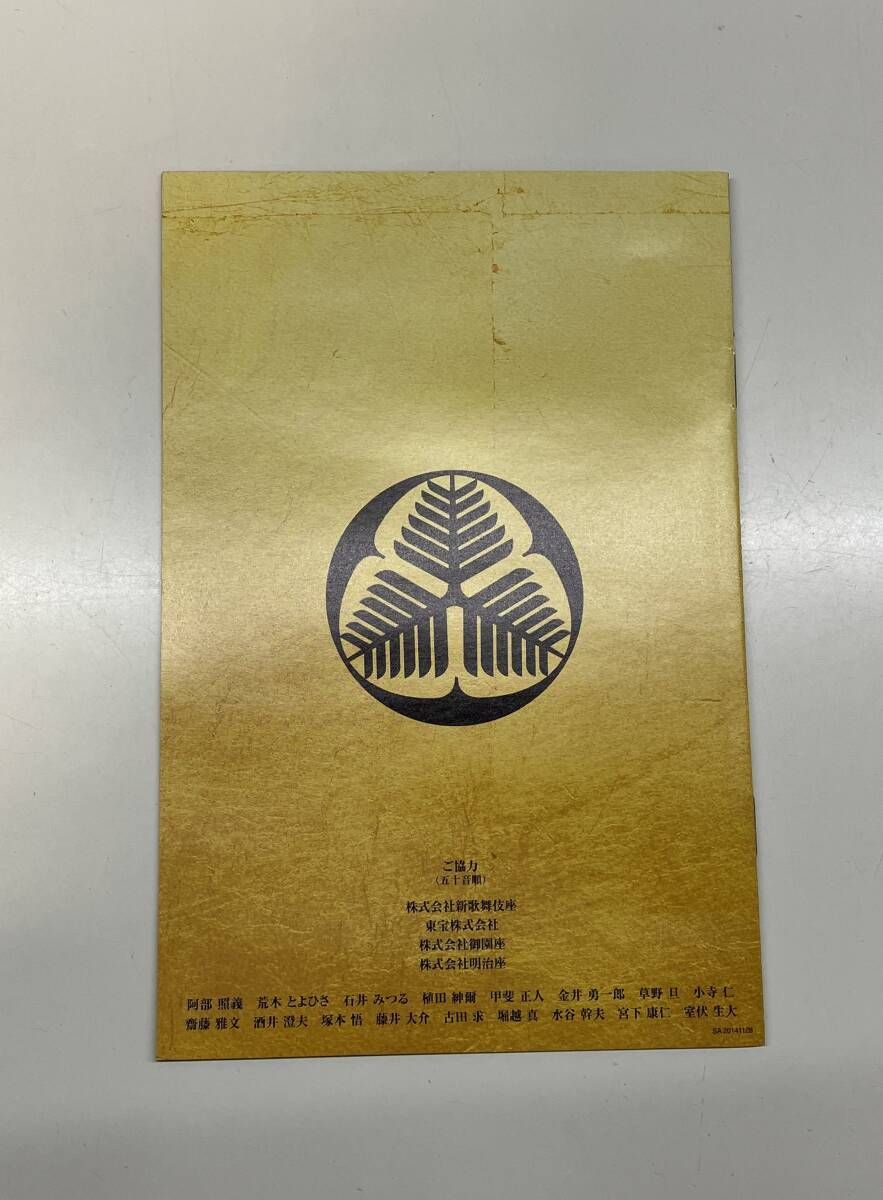 ご協力
(五十音順)
株式会社新歌舞伎座
東宝株式会社
株式会社御園座
株式会社明治座
阿部 照義 荒木 とよひさ 石井 みつる 植田 紳爾 甲斐 正人 金井 勇一郎 草野 旦 小寺 仁
齋藤 雅文 酒井 澄夫 塚本 悟 藤井 大介 古田 求 堀越 真 水谷 幹夫 宮下 康仁 室伏 生大
SA 20141128